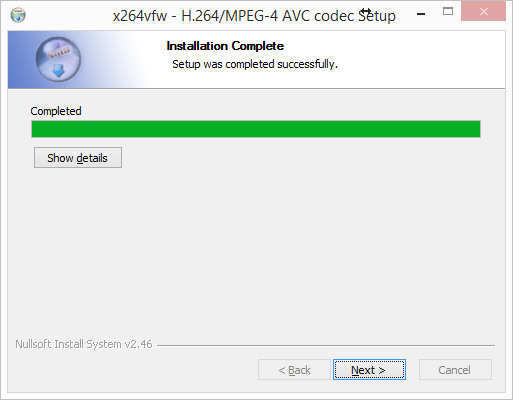 x264vfw - H.264/MPEG-4 AVC codec Setup
Installation Complete
Setup was completed successfully.
Completed
Show details
Nullsoft Install System v2.46
< Back
Next >
Cancel